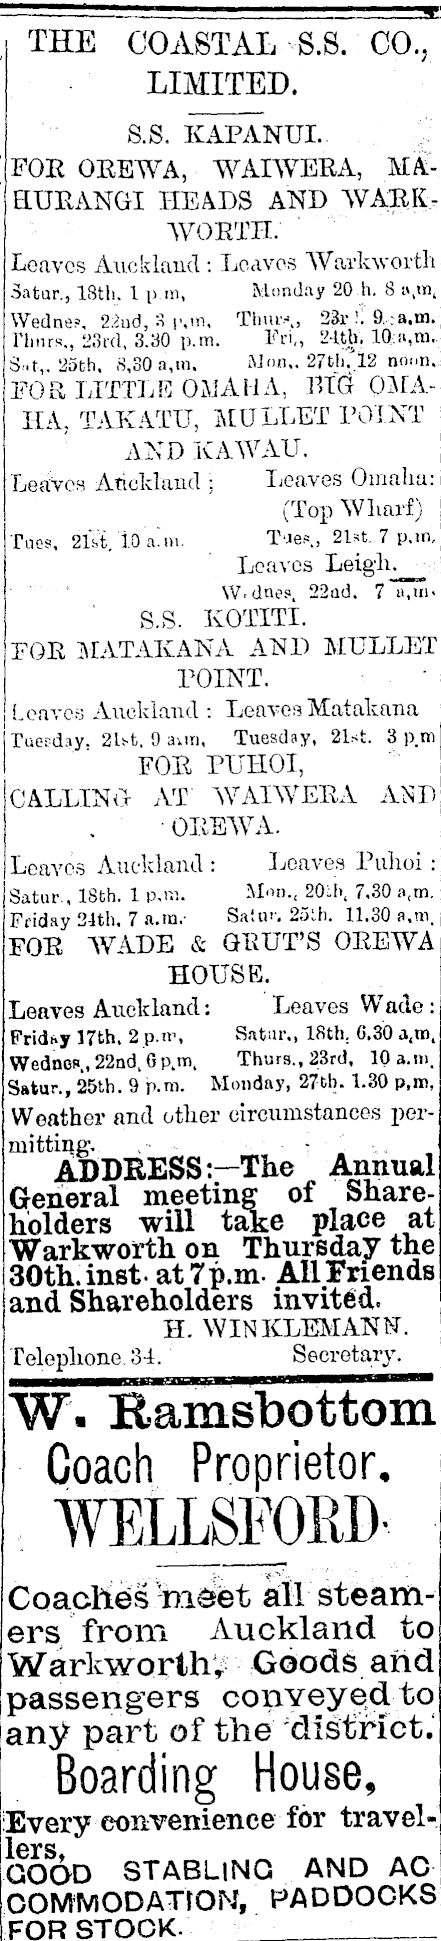 THE COASTAL S.S. CO.,
LIMITED.
S.S. KAPANUI.
FOR OREWA, WAIWERA, MA-
HURANGI HEADS AND WARK-
WORTH.
Leaves Auckland : Leaves Warkworth
Satur., 18th. 1 p m, Monday 20 h. 8 a,m,
Wednes, 22nd, 3 p,m, Thurs,, 23r 9. a,m.
Thurs., 23rd, 3.30 p.m. Fri,, 24th, 10 a,m.
Sat,. 25th, 8,30 a,m, Mon,. 27th, 12 noon.
FOR LITTLE OMAHA, BIG OMA-
HA, TAKATU, MULLET POINT
AND KAWAU.
Leaves Auckland ; Leaves Omaha:
(Top Wharf)
Tues, 21st, 10 a.m. Tues,, 21st. 7 p,m,
Leaves Leigh.
Wednes, 22nd. 7 a,m.
S.S. KOTITI.
FOR MATAKANA AND MULLET
POINT.
Leaves Auckland : Leaves Matakana
Tuesday, 21st, 9 a.m, Tuesday, 21st. 3 p,m
FOR PUHOI,
CALLING AT WAIWERA AND
OREWA.
Leaves Auckland : Leaves Puhoi :
Satur., 18th. 1 p.m. Mon., 20th, 7,30 a,m.
Friday 24th, 7 a.m. Satur. 25th. 11.30 a,m,
FOR WADE & GRUT'S OREWA
HOUSE.
Leaves Auckland: Leaves Wade :
Friday 17th, 2 p.m, Satur., 18th, 6,30 a,m,
Wednes,, 22nd, 6 p,m, Thurs., 23rd, 10 a.m,
Satur., 25th. 9 p.m. Monday, 27th. 1.30 p,m,
Weather and other circumstances per-
mitting.
ADDRESS:—The Annual
General meeting of Share-
holders will take place at
Warkworth on Thursday the
30th. inst. at 7 p.m. All Friends
and Shareholders invited.
H. WINKLEMANN.
Telephone 34. Secretary.
W. Ramsbottom
Coach Proprietor.
WELLSFORD.
Coaches meet all steam-
ers from Auckland to
Warkworth, Goods and
passengers conveyed to
any part of the district.
Boarding House,
Every convenience for travel-
lers,
GOOD STABLING AND AC
COMMODATION, PADDOCKS
FOR STOCK.